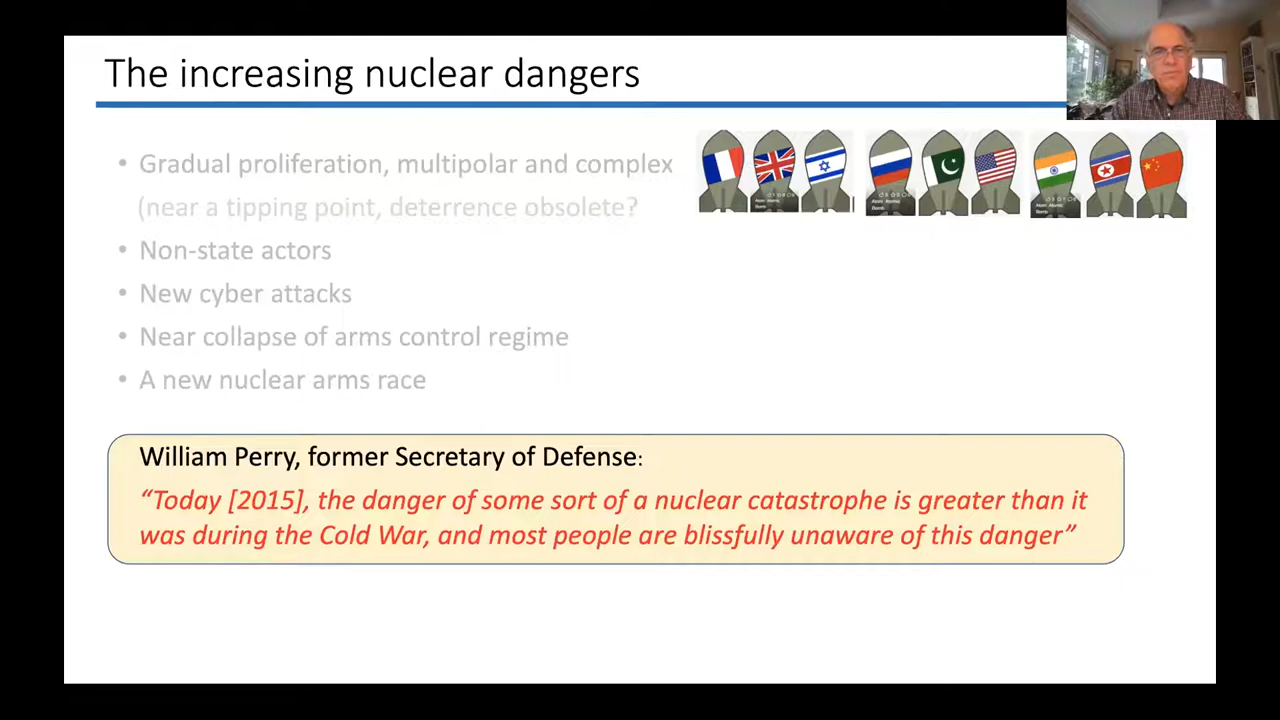 The increasing nuclear dangers
• Gradual proliferation, multipolar and complex
(near a tipping point, deterrence obsolete?
• Non-state actors
• New cyber attacks
• Near collapse of arms control regime
• A new nuclear arms race
William Perry, former Secretary of Defense:
“Today [2015], the danger of some sort of a nuclear catastrophe is greater than it
was during the Cold War, and most people are blissfully unaware of this danger”